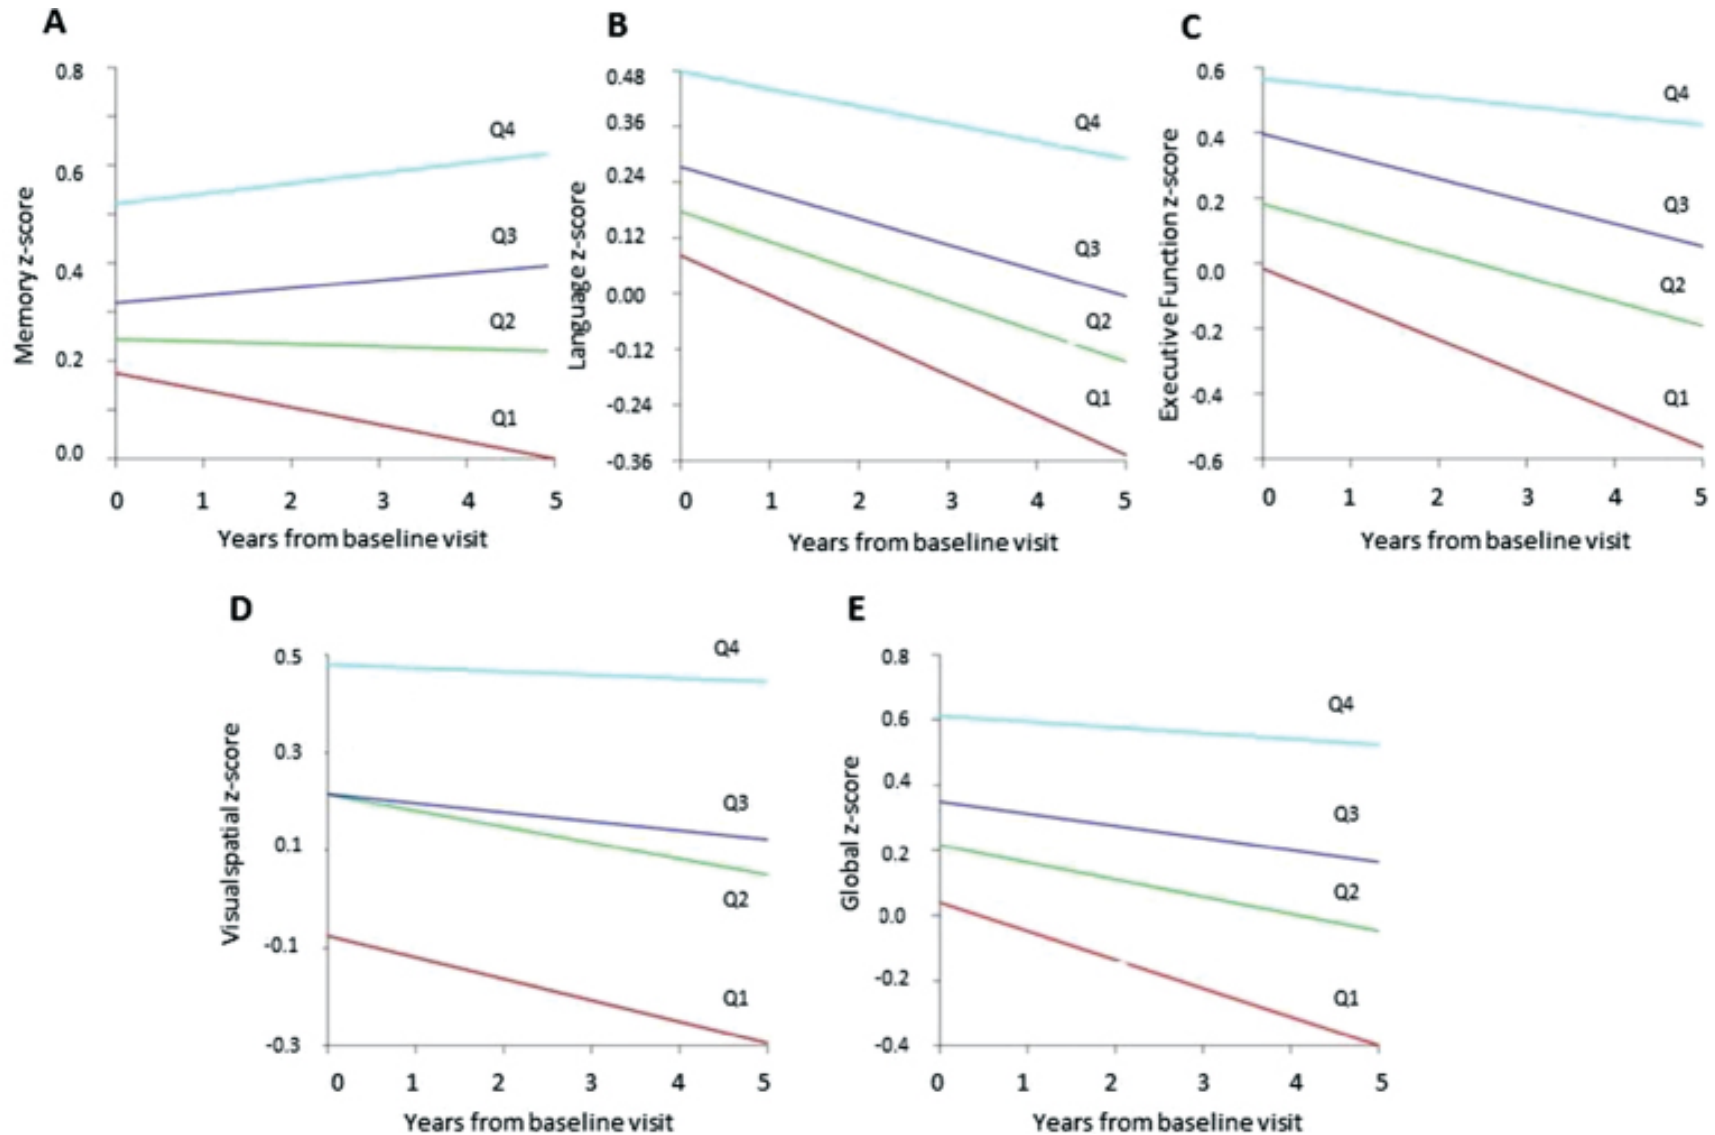 A
Memory z-score
0.8
0.6
0.4
0.2
0.0
Q4
Q3
Q2
Q1
0 1 2 3 4 5
Years from baseline visit
B
Language z-score
0.48
0.36
0.24
0.12
0.00
-0.12
-0.24
-0.36
Q4
Q3
Q2
Q1
0 1 2 3 4 5
Years from baseline visit
C
Executive Function z-score
0.6
0.4
0.2
0.0
-0.2
-0.4
-0.6
Q4
Q3
Q2
Q1
0 1 2 3 4 5
Years from baseline visit
D
Visualspatial z-score
0.5
0.3
0.1
-0.1
-0.3
Q4
Q3
Q2
Q1
0 1 2 3 4 5
Years from baseline visit
E
Global z-score
0.8
0.6
0.4
0.2
0.0
-0.2
-0.4
Q4
Q3
Q2
Q1
0 1 2 3 4 5
Years from baseline visit